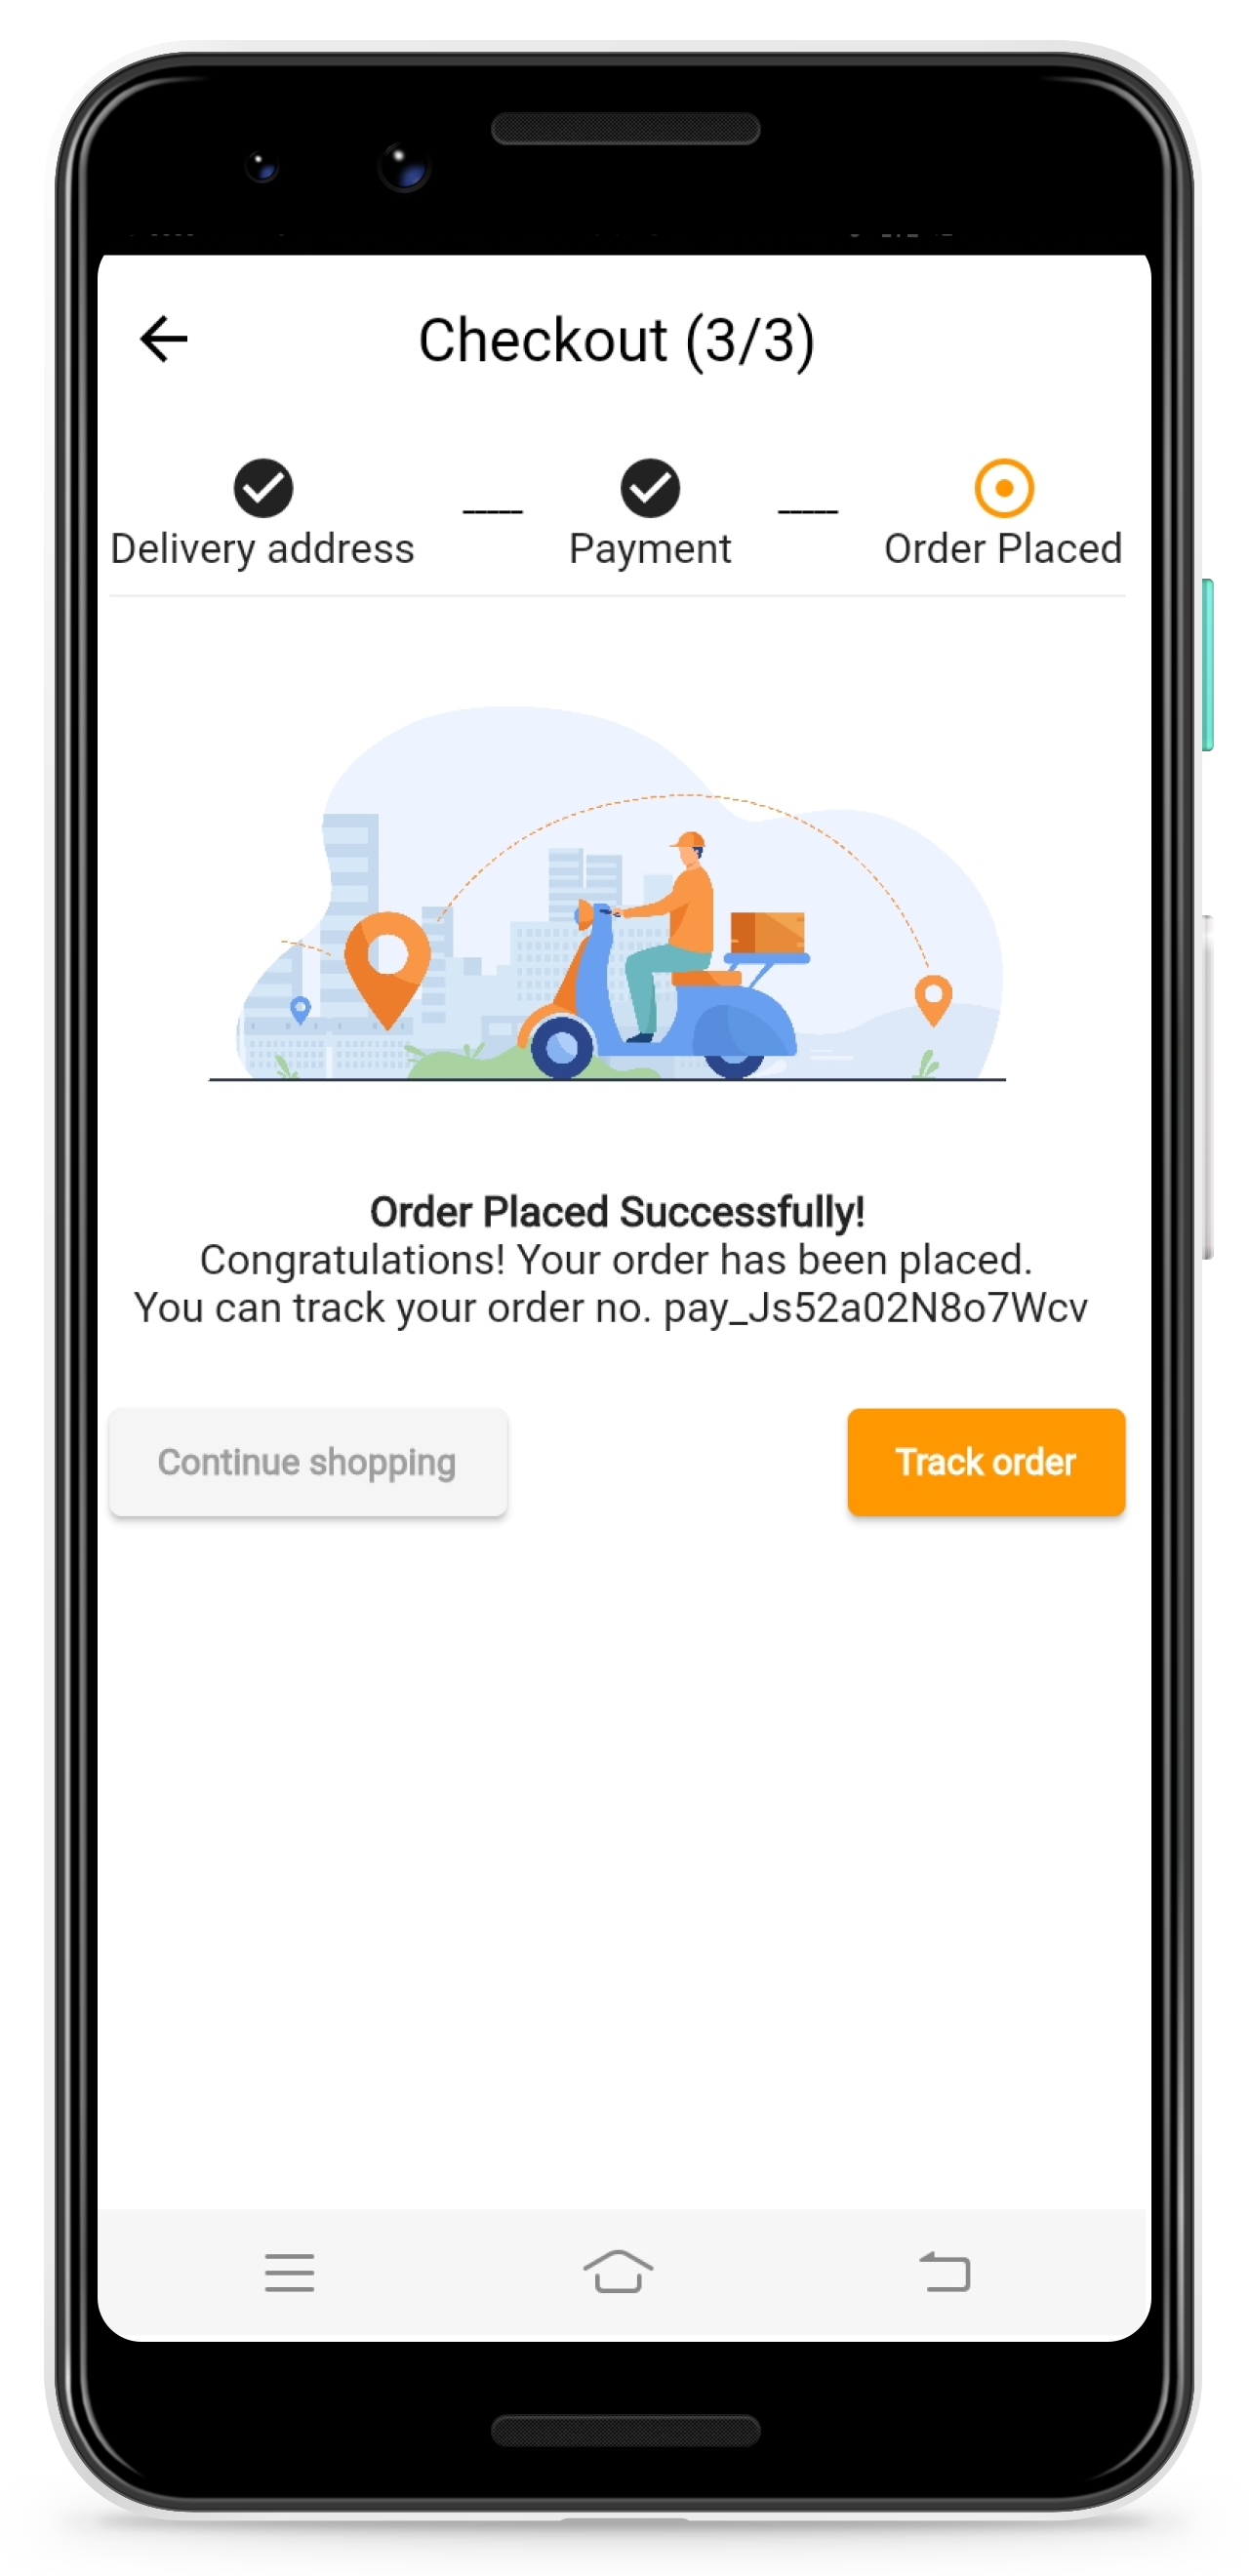 Checkout (3/3)
Delivery address
Payment
Order Placed
Order Placed Successfully!
Congratulations! Your order has been placed.
You can track your order no. pay_Js52a02N8o7Wcv
Continue shopping
Track order